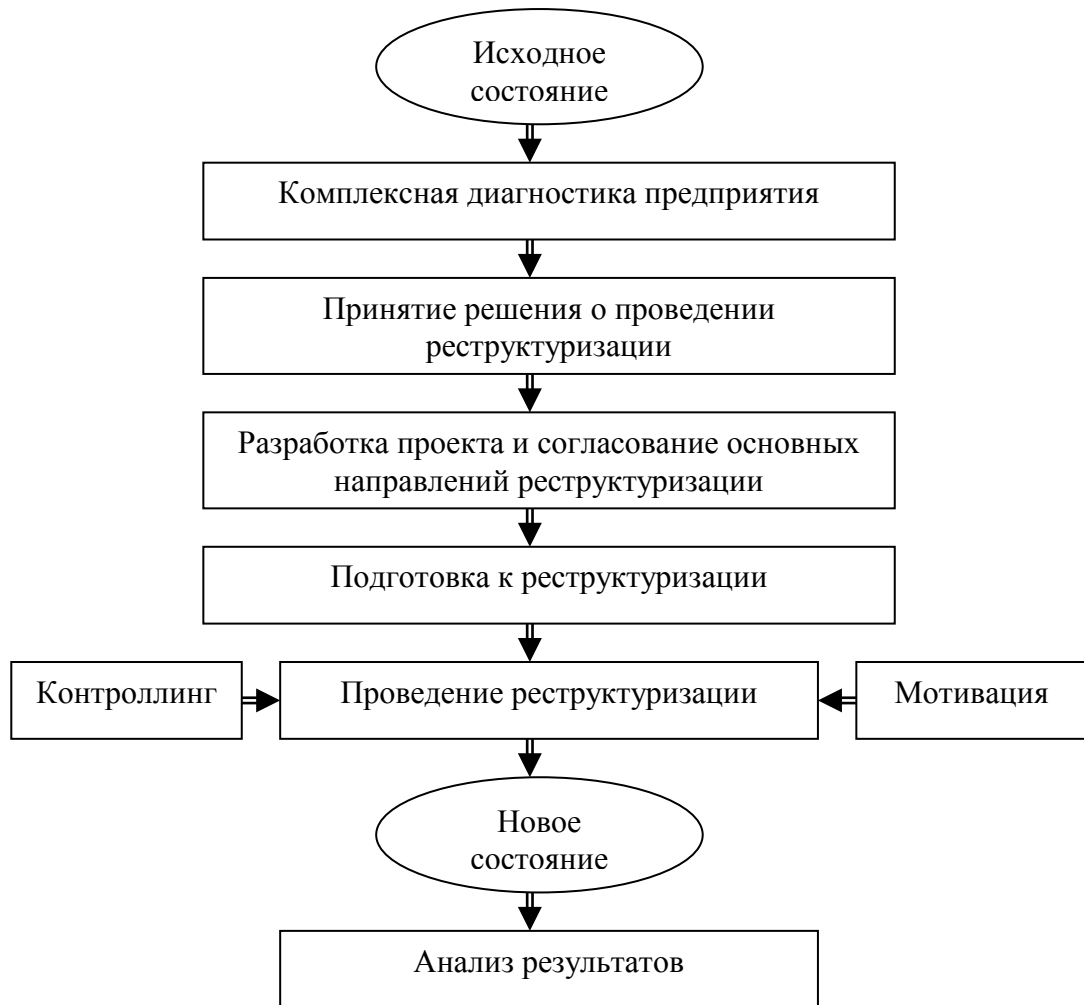 Исходное
состояние
Комплексная диагностика предприятия
Принятие решения о проведении
реструктуризации
Разработка проекта и согласование основных
направлений реструктуризации
Подготовка к реструктуризации
Контроллинг
Проведение реструктуризации
Мотивация
Новое
состояние
Анализ результатов